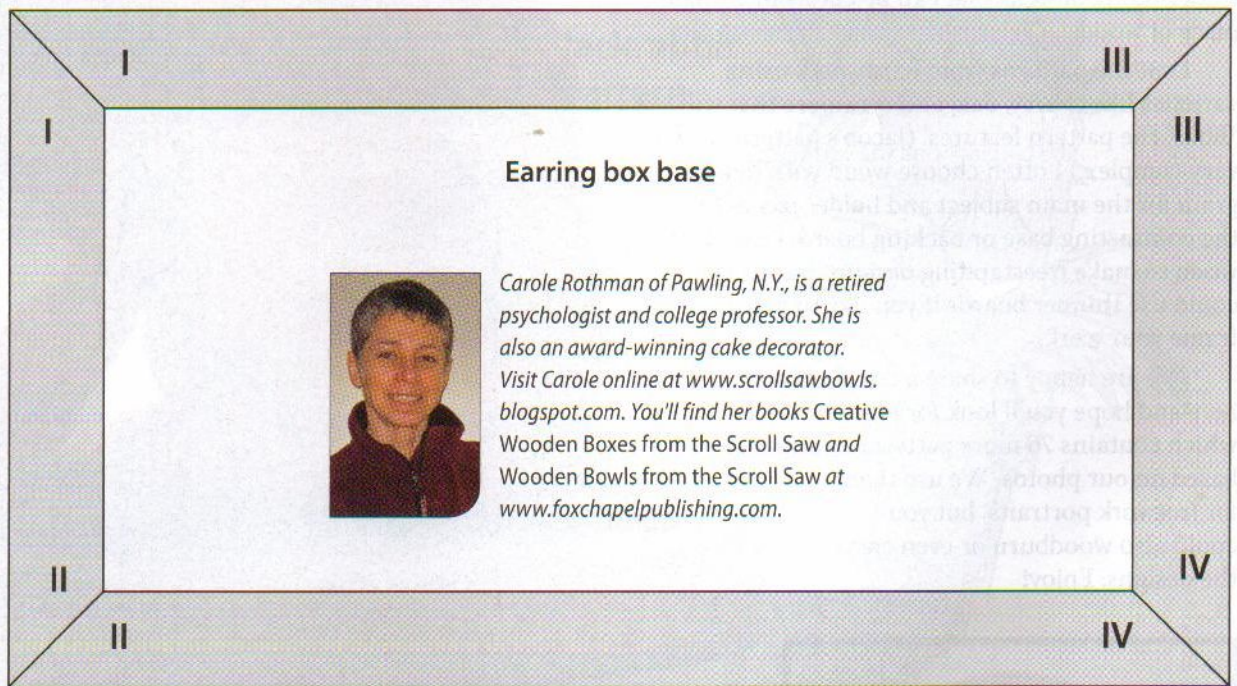 I III
I III
Earring box base
Carole Rothman of Pawling, N.Y., is a retired
psychologist and college professor. She is
also an award-winning cake decorator.
Visit Carole online at www.scrollsawbowls.
blogspot.com. You'll find her books Creative
Wooden Boxes from the Scroll Saw and
Wooden Bowls from the Scroll Saw at
www.foxchapelpublishing.com.
II IV
II IV